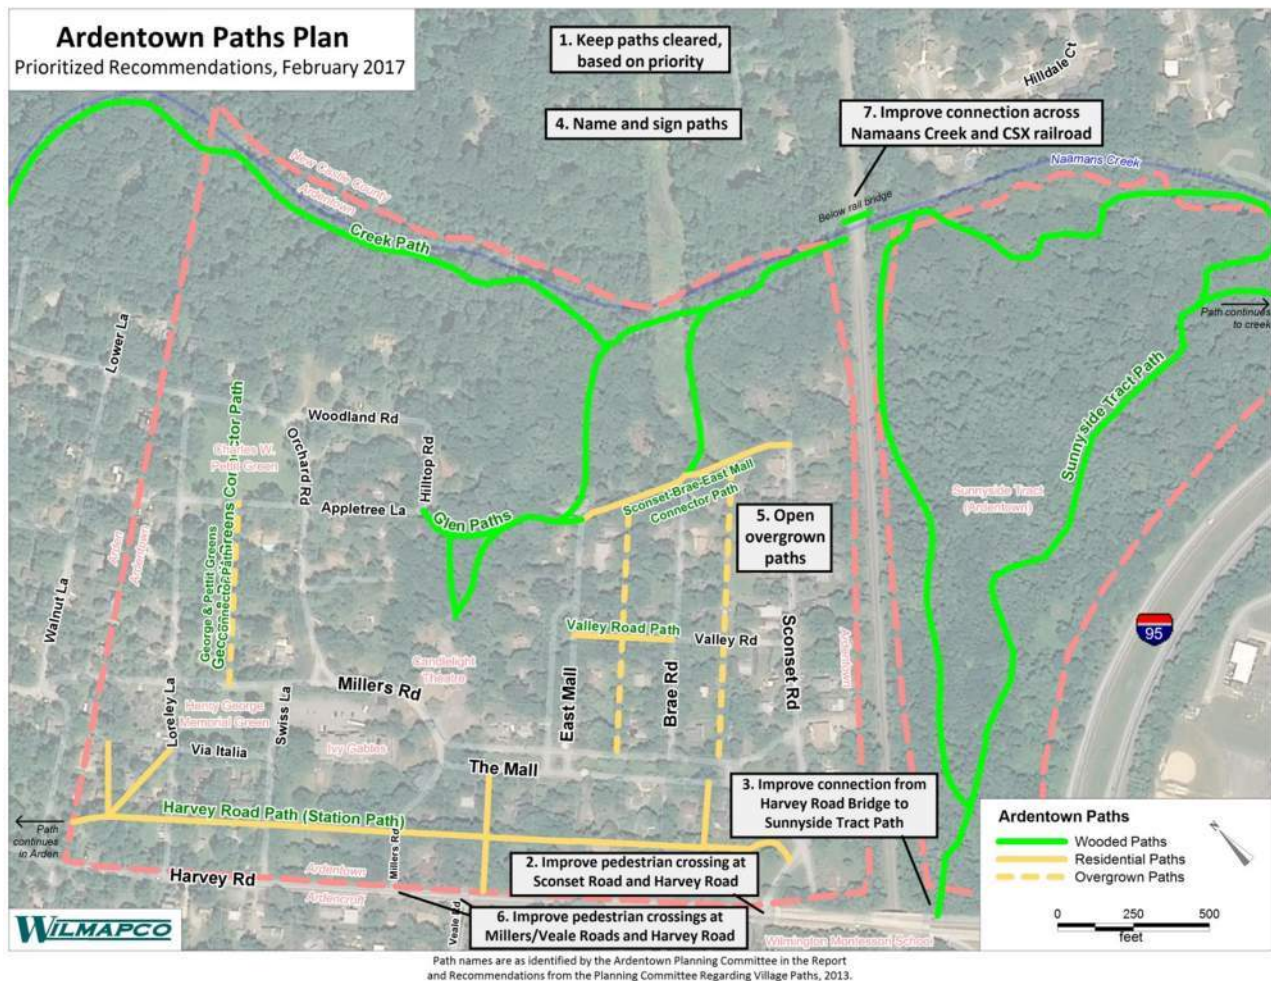 Ardentown Paths Plan
Prioritized Recommendations, February 2017
1. Keep paths cleared,
based on priority
4. Name and sign paths
Hilldale Ct
7. Improve connection across
Namaans Creek and CSX railroad
Naamans Creek
Below rail bridge
New Castle County
Ardentown
Creek Path
Path continues
to creek
Lower La
Woodland Rd
Orchard Rd
Hilltop Rd
Charles W.
Pettit Green
Appletree La
Glen Paths
Sconset-Brae-East Mall
Connector Path
5. Open
overgrown
paths
Sunnyside Tract Path
Sunnyside Tract
(Ardentown)
Arden
Ardentown
George & Pettit Greens
Connector Path
Walnut La
Valley Road Path
Valley Rd
Sconset Rd
Ardentown
95
Candlelight
Theatre
Millers Rd
East Mall
Brae Rd
Loreley La
Henry George
Memorial Green
Swiss La
Via Italia
Ivy Gables
The Mall
3. Improve connection from
Harvey Road Bridge to
Sunnyside Tract Path
Harvey Road Path (Station Path)
Path
continues
in Arden
Millers Rd
Harvey Rd
Ardentown
Ardencroft
2. Improve pedestrian crossing at
Sconset Road and Harvey Road
6. Improve pedestrian crossings at
Millers/Veale Roads and Harvey Road
Veale Rd
Wilmington Montessori School
Ardentown Paths
Wooded Paths
Residential Paths
Overgrown Paths
N
0 250 500
feet
WILMAPCO
Path names are as identified by the Ardentown Planning Committee in the Report
and Recommendations from the Planning Committee Regarding Village Paths, 2013.